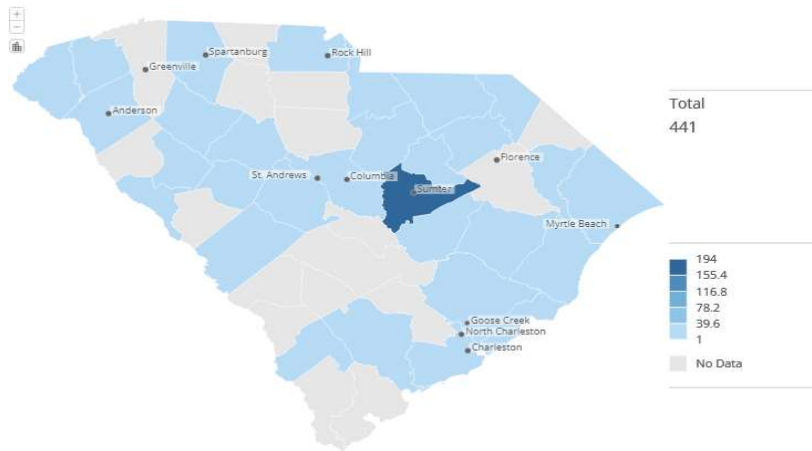 +
−
Spartanburg
Rock Hill
Greenville
Anderson
Total
441
Florence
St. Andrews
Columbia
Sumter
Myrtle Beach
194
155.4
116.8
78.2
39.6
1
Goose Creek
North Charleston
Charleston
No Data